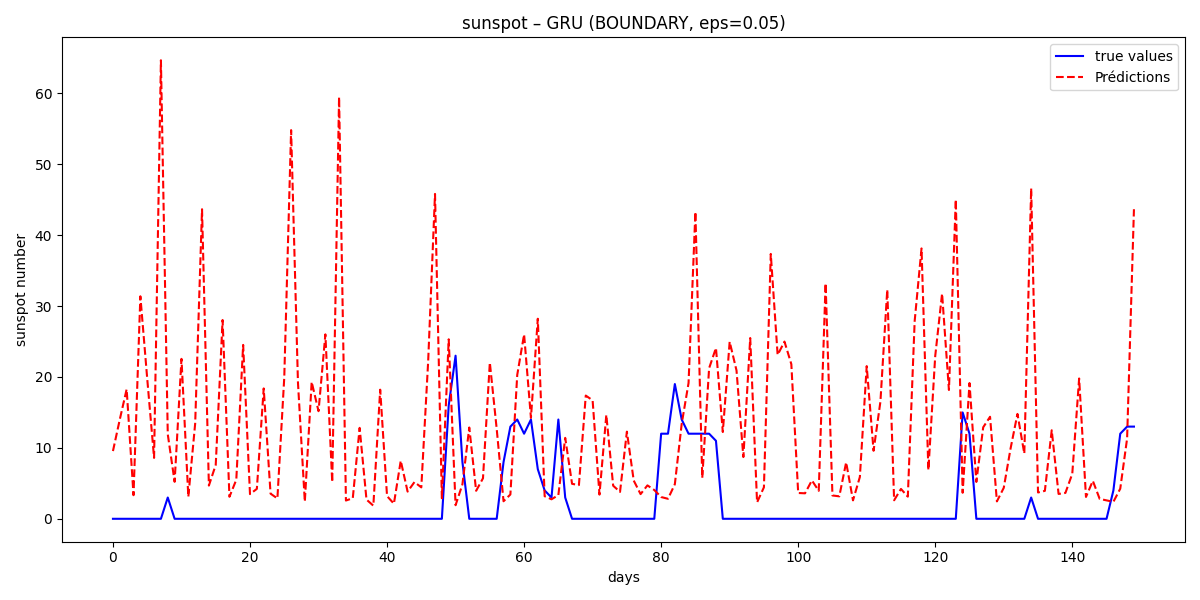 sunspot – GRU (BOUNDARY, eps=0.05)
true values
Prédictions
sunspot number
60
50
40
30
20
10
0
0 20 40 60 80 100 120 140
days